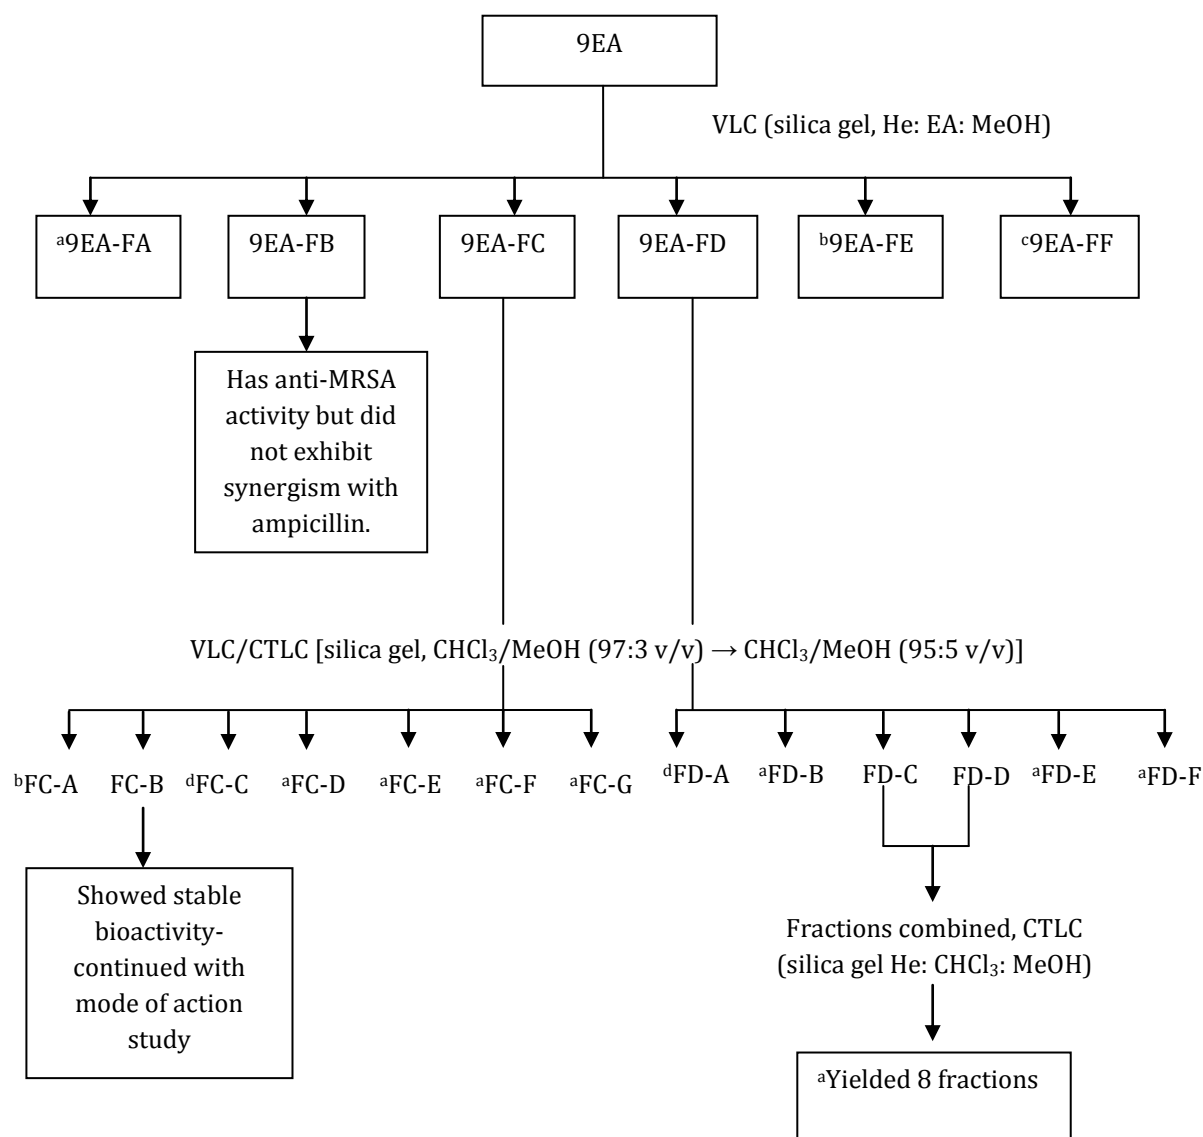 9EA
VLC (silica gel, He: EA: MeOH)
ᵃ9EA-FA
9EA-FB
9EA-FC
9EA-FD
ᵇ9EA-FE
ᶜ9EA-FF
Has anti-MRSA
activity but did
not exhibit
synergism with
ampicillin.
VLC/CTLC [silica gel, CHCl₃/MeOH (97:3 v/v) → CHCl₃/MeOH (95:5 v/v)]
ᵇFC-A
FC-B
ᵈFC-C
ᵃFC-D
ᵃFC-E
ᵃFC-F
ᵃFC-G
ᵈFD-A
ᵃFD-B
FD-C
FD-D
ᵃFD-E
ᵃFD-F
Showed stable
bioactivity-
continued with
mode of action
study
Fractions combined, CTLC
(silica gel He: CHCl₃: MeOH)
ᵃYielded 8 fractions